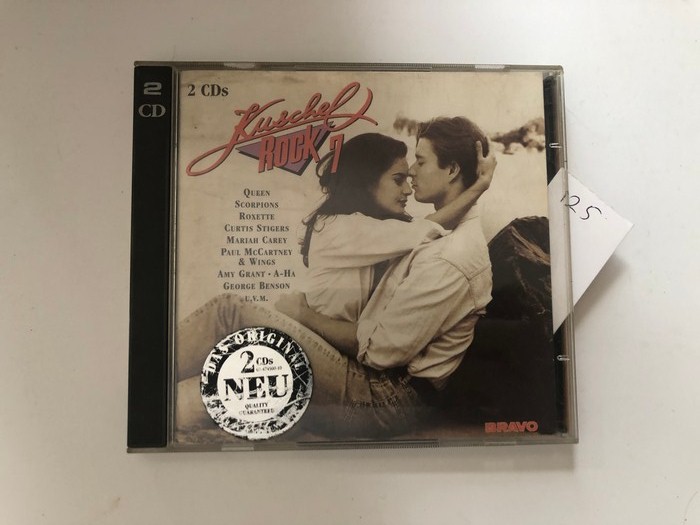 2
CD
2 CDs
Kuschel
ROCK 7
QUEEN
SCORPIONS
ROXETTE
CURTIS STIGERS
MARIAH CAREY
PAUL MCCARTNEY
& WINGS
AMY GRANT · A-HA
GEORGE BENSON
U.V.M.
DAS ORIGINAL
2
CDs
NEU
QUALITY
GUARANTEED
BRAVO
125